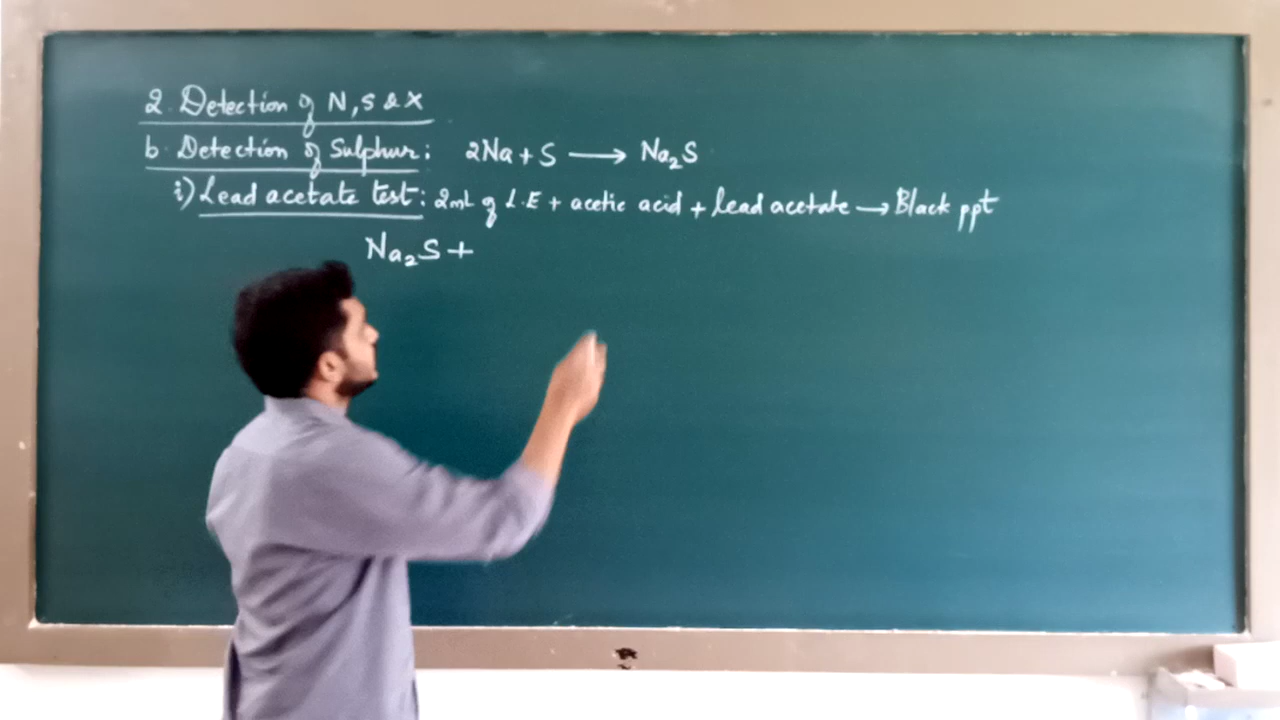 2. Detection of N, S & X
b. Detection of Sulphur: 2Na + S ⟶ Na₂S
i) Lead acetate test: 2mL of L.E + acetic acid + lead acetate → Black ppt
Na₂S +